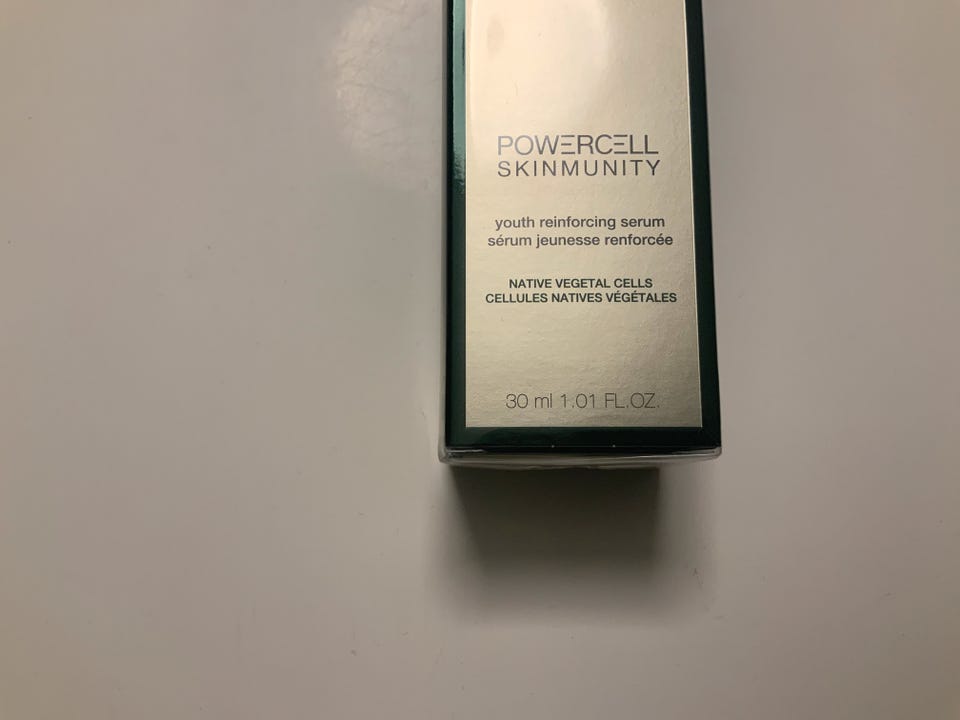 POWERCELL
SKINMUNITY
youth reinforcing serum
sérum jeunesse renforcée
NATIVE VEGETAL CELLS
CELLULES NATIVES VÉGÉTALES
30 ml 1.01 FL.OZ.